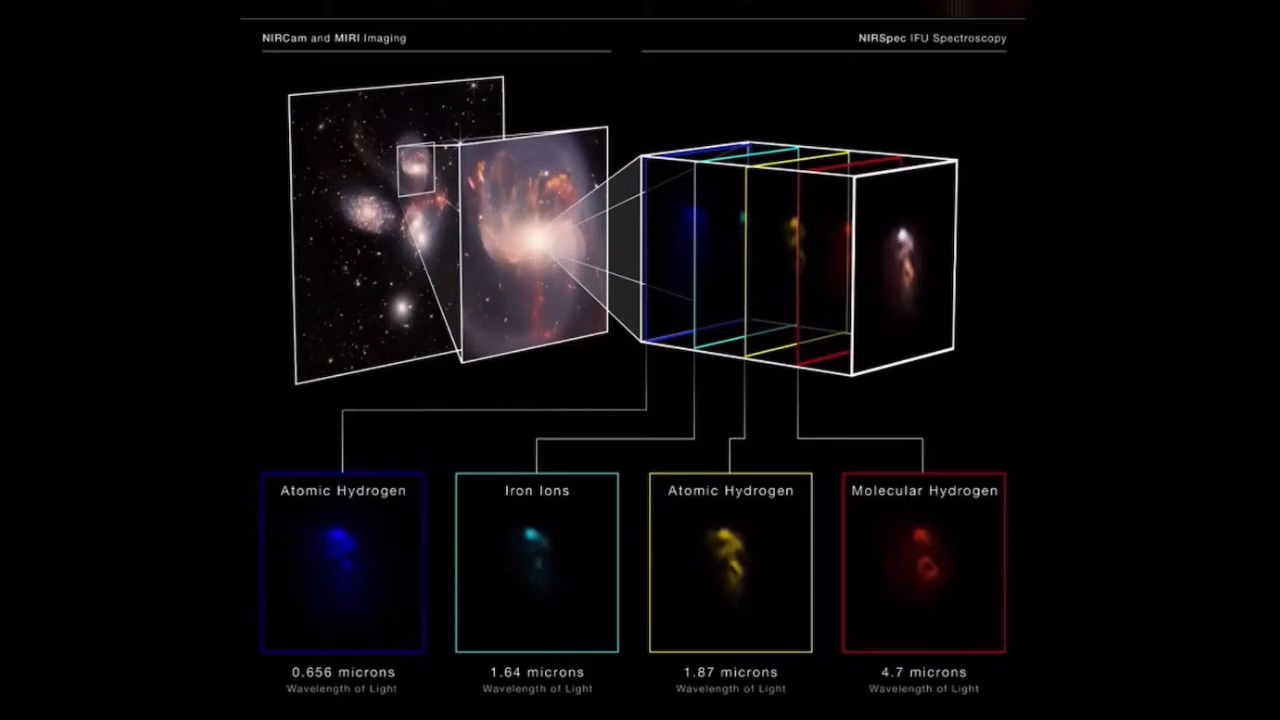 NIRCam and MIRI Imaging
NIRSpec IFU Spectroscopy
Atomic Hydrogen
Iron Ions
Atomic Hydrogen
Molecular Hydrogen
0.656 microns
1.64 microns
1.87 microns
4.7 microns
Wavelength of Light
Wavelength of Light
Wavelength of Light
Wavelength of Light